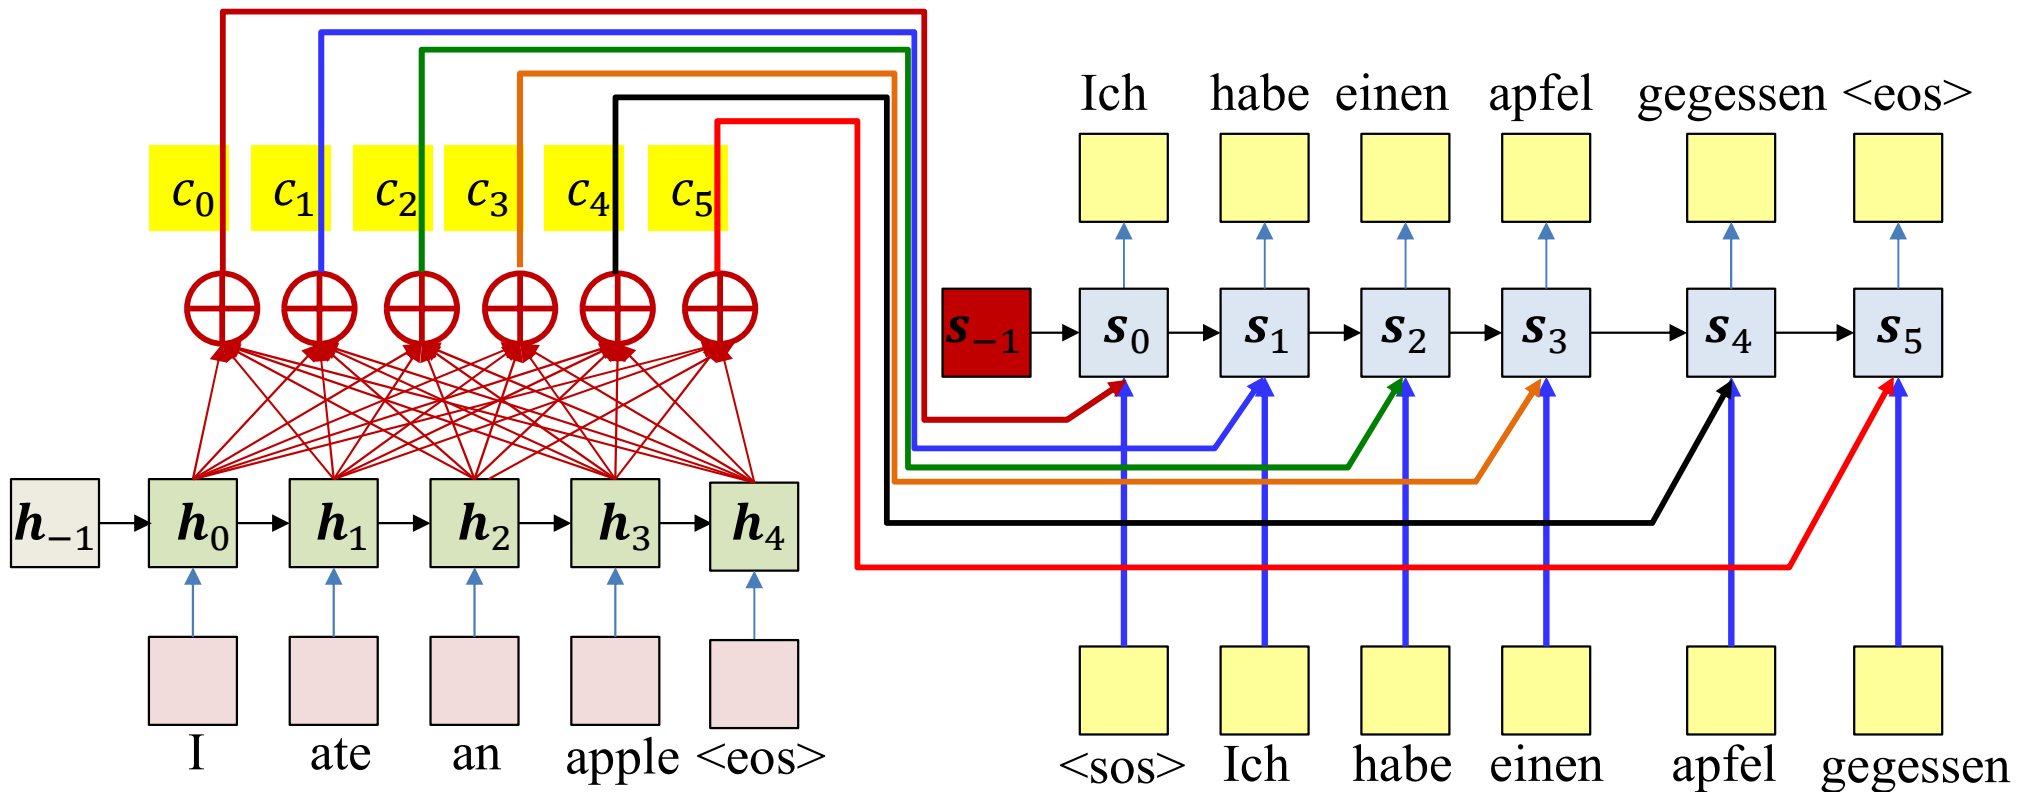 Ich habe einen apfel gegessen <eos>
c0 c1 c2 c3 c4 c5
s−1 s0 s1 s2 s3 s4 s5
h−1 h0 h1 h2 h3 h4
I ate an apple <eos>
<sos> Ich habe einen apfel gegessen